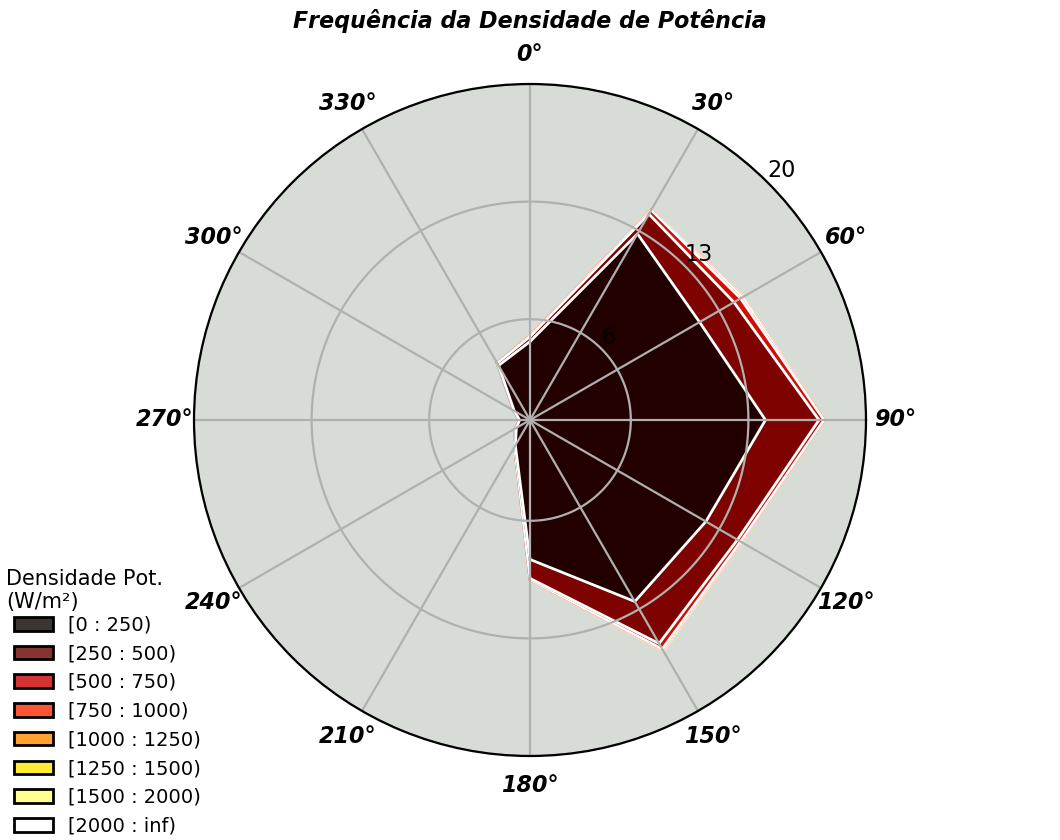 Frequência da Densidade de Potência
0°
330°
30°
20
300°
60°
13
6
270°
90°
240°
120°
210°
150°
180°
Densidade Pot.
(W/m²)
[0 : 250)
[250 : 500)
[500 : 750)
[750 : 1000)
[1000 : 1250)
[1250 : 1500)
[1500 : 2000)
[2000 : inf)